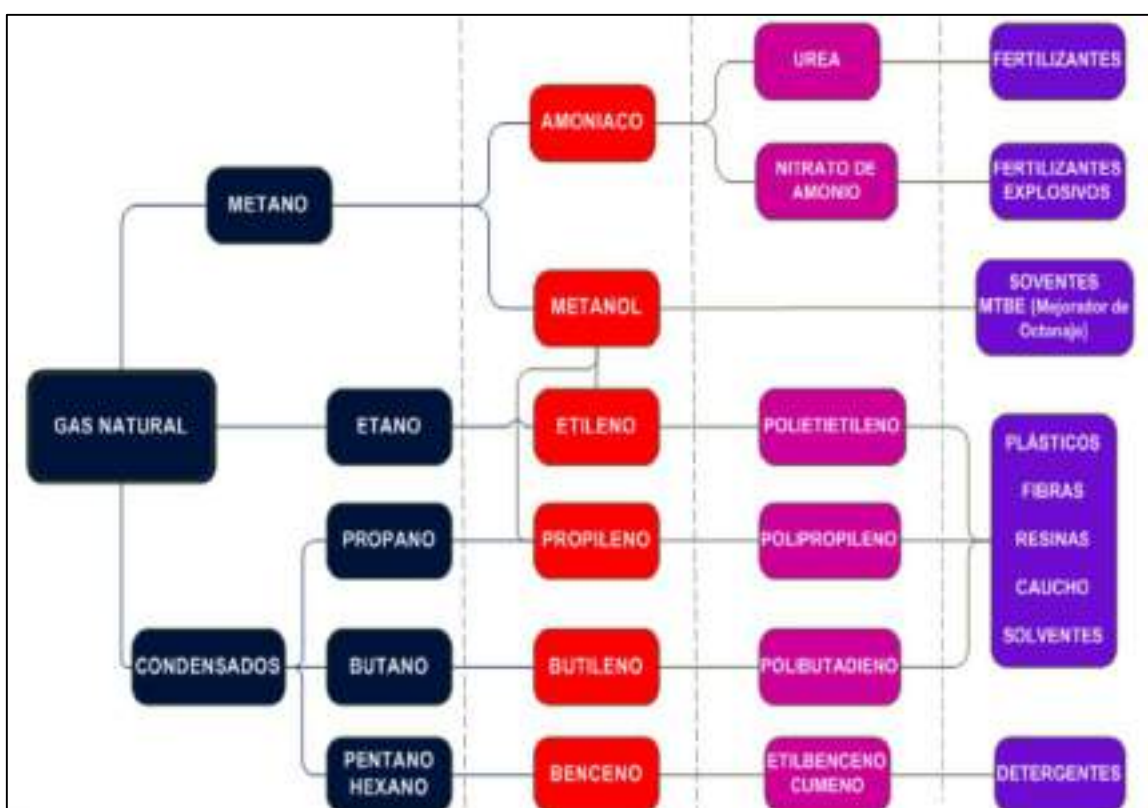 UREA
FERTILIZANTES
AMONIACO
NITRATO DE
AMONIO
FERTILIZANTES
EXPLOSIVOS
METANO
METANOL
SOVENTES
MTBE (Mejorador de
Octanaje)
GAS NATURAL
ETANO
ETILENO
POLIETIETILENO
PLÁSTICOS
FIBRAS
RESINAS
CAUCHO
SOLVENTES
PROPANO
PROPILENO
POLIPROPILENO
CONDENSADOS
BUTANO
BUTILENO
POLIBUTADIENO
PENTANO
HEXANO
BENCENO
ETILBENCENO
CUMENO
DETERGENTES